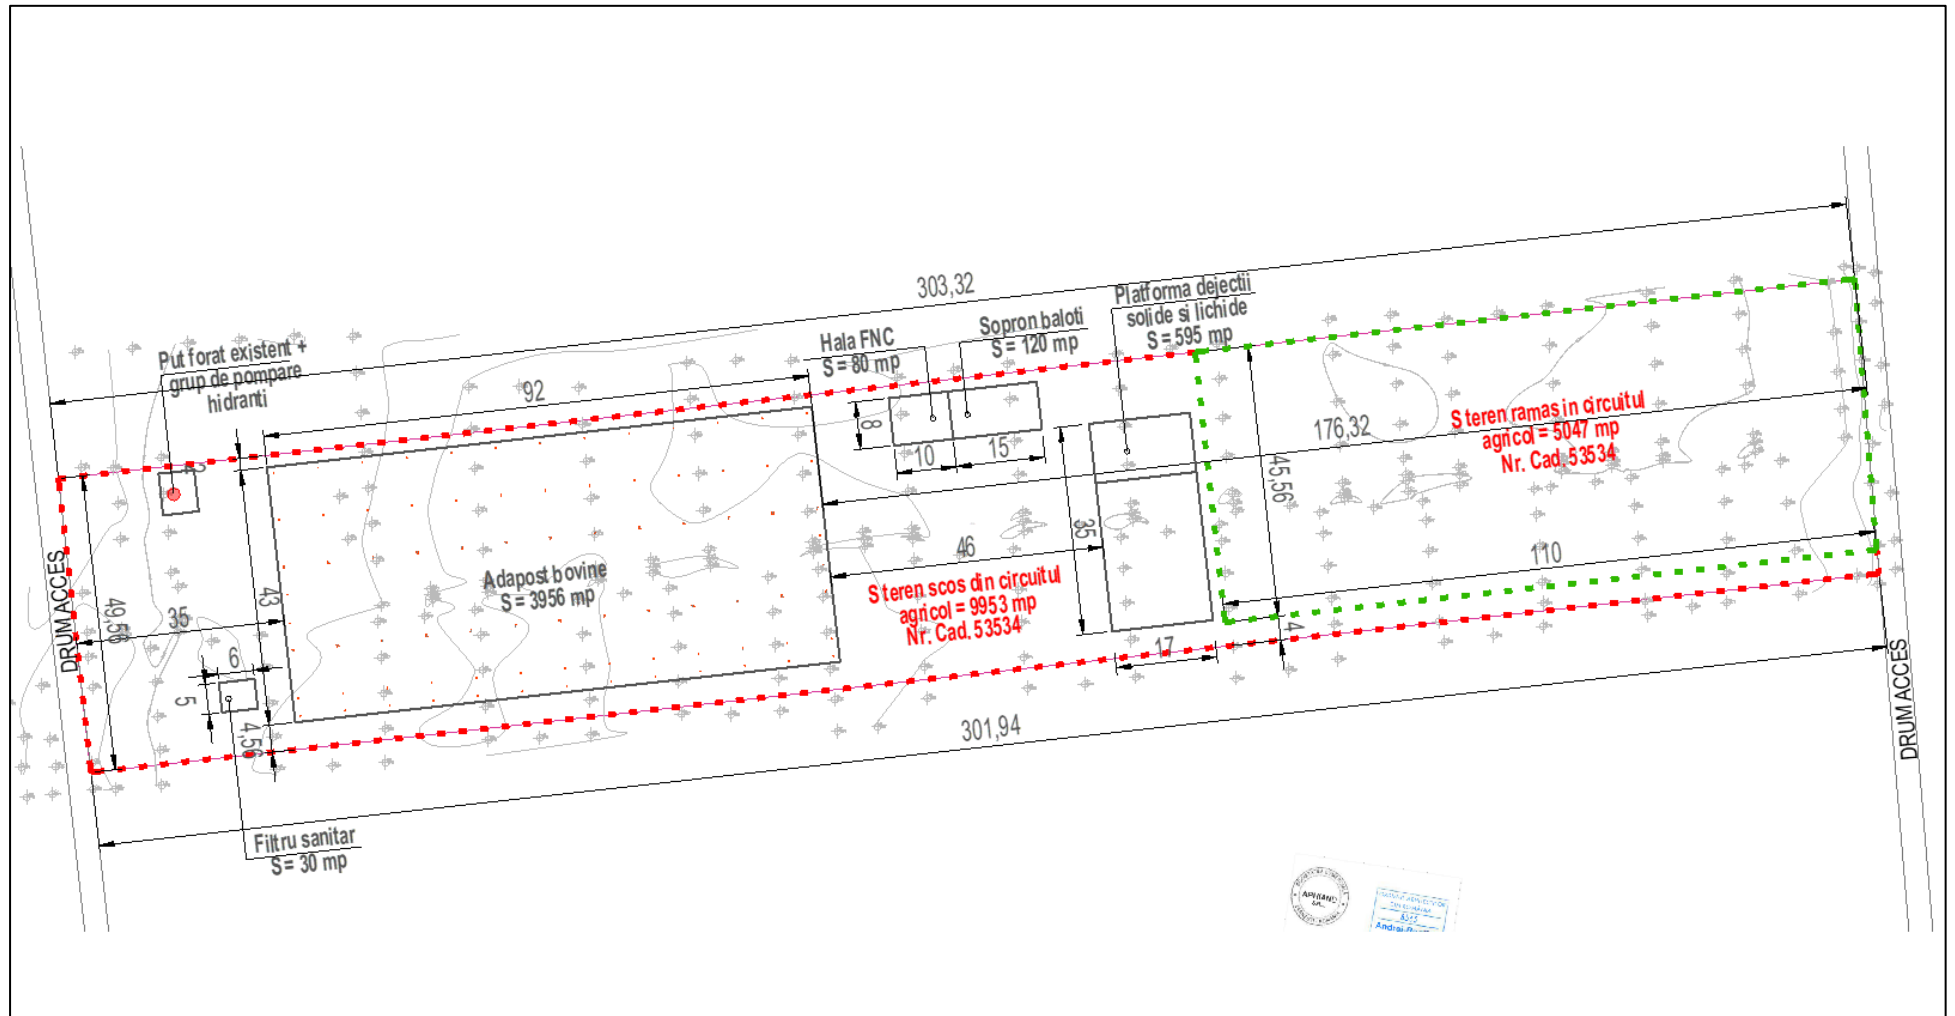 303,32
Put forat existent +
grup de pompare
hidranti
92
Hala FNC
S = 80 mp
Sopron baloti
S = 120 mp
Platforma dejectii
solide si lichide
S = 595 mp
8
10
15
176,32
S teren ramas in circuitul
agricol = 5047 mp
Nr. Cad. 53534
45,56
35
46
110
DRUM ACCES
49,56
35
43
Adapost bovine
S = 3956 mp
S teren scos din circuitul
agricol = 9953 mp
Nr. Cad. 53534
4
17
6
5
4,56
301,94
DRUM ACCES
Filtru sanitar
S = 30 mp